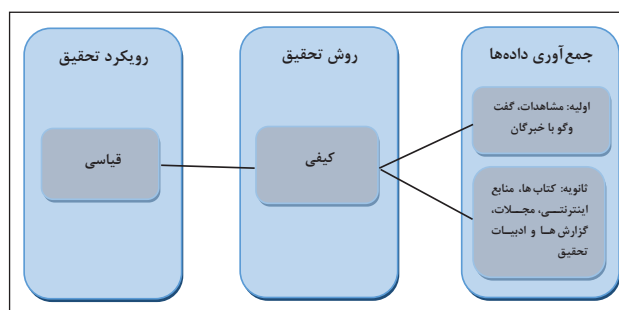 جمع‌آوری داده‌ها
اولیه: مشاهدات، گفت
وگو با خبرگان
ثانویه: کتاب‌ها، منابع
اینترنتـی، مجـلات،
گزارش‌هـا و ادبیـات
تحقیق
روش تحقیق
کیفی
رویکرد تحقیق
قیاسی